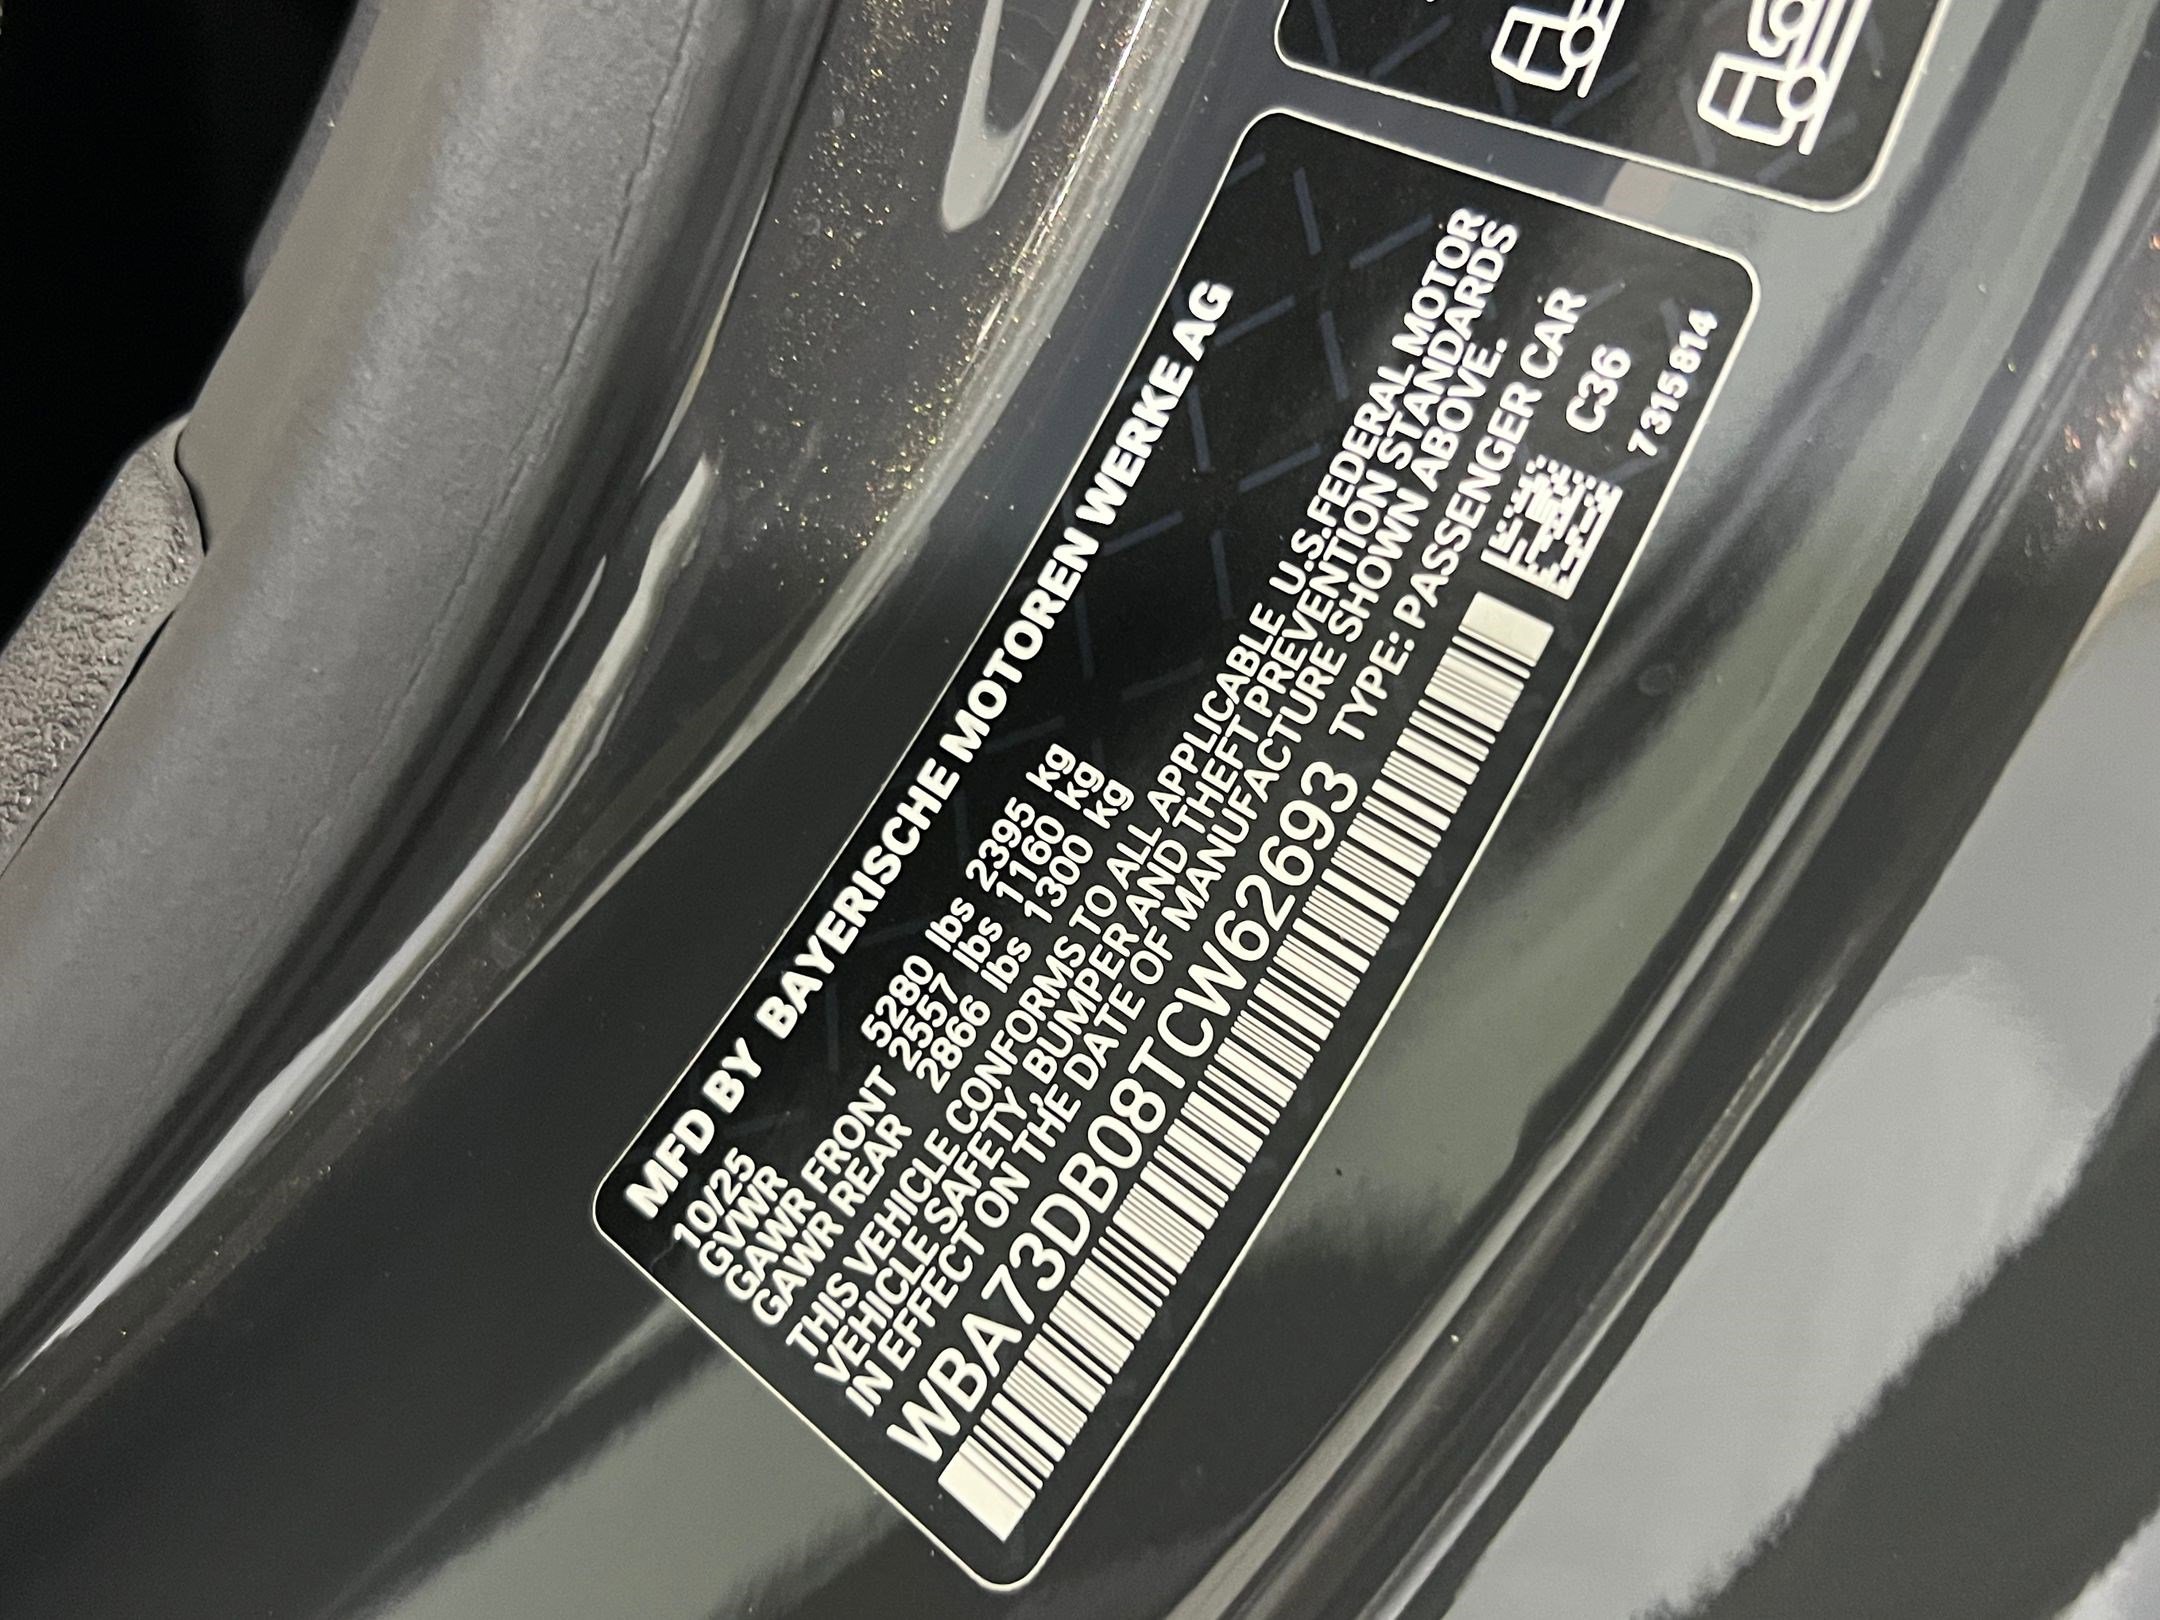 MFD BY BAYERISCHE MOTOREN WERKE AG
10/25
GVWR 5280 lbs 2395 kg
GAWR FRONT 2557 lbs 1160 kg
GAWR REAR 2866 lbs 1300 kg
THIS VEHICLE CONFORMS TO ALL APPLICABLE U.S.FEDERAL MOTOR
VEHICLE SAFETY, BUMPER AND THEFT PREVENTION STANDARDS
IN EFFECT ON THE DATE OF MANUFACTURE SHOWN ABOVE.
WBA73DB08TCW62693 TYPE: PASSENGER CAR
C36
7315814